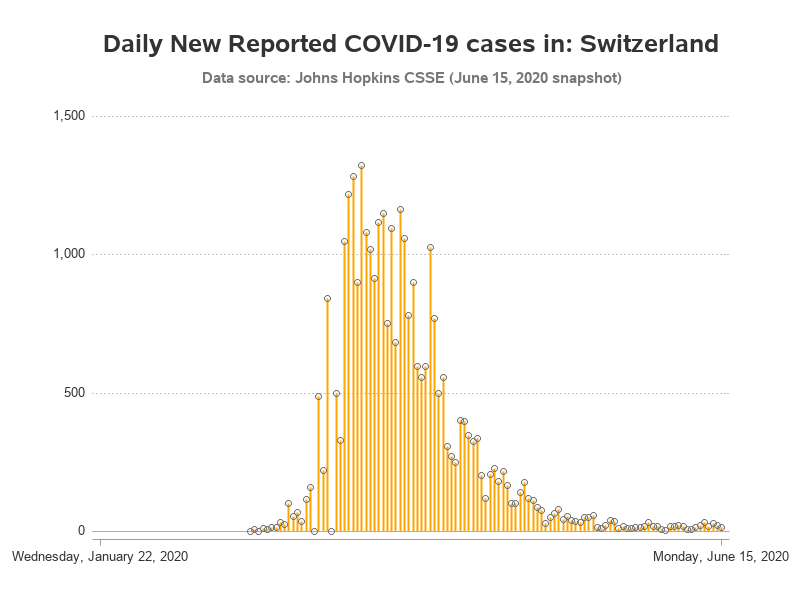 Daily New Reported COVID-19 cases in: Switzerland
Data source: Johns Hopkins CSSE (June 15, 2020 snapshot)
1,500
1,000
500
0
Wednesday, January 22, 2020
Monday, June 15, 2020